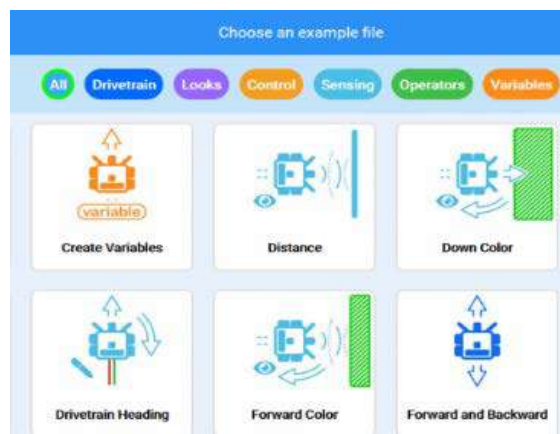 Choose an example file
All Drivetrain Looks Control Sensing Operators Variables
(variable)
Create Variables Distance Down Color
Drivetrain Heading Forward Color Forward and Backward